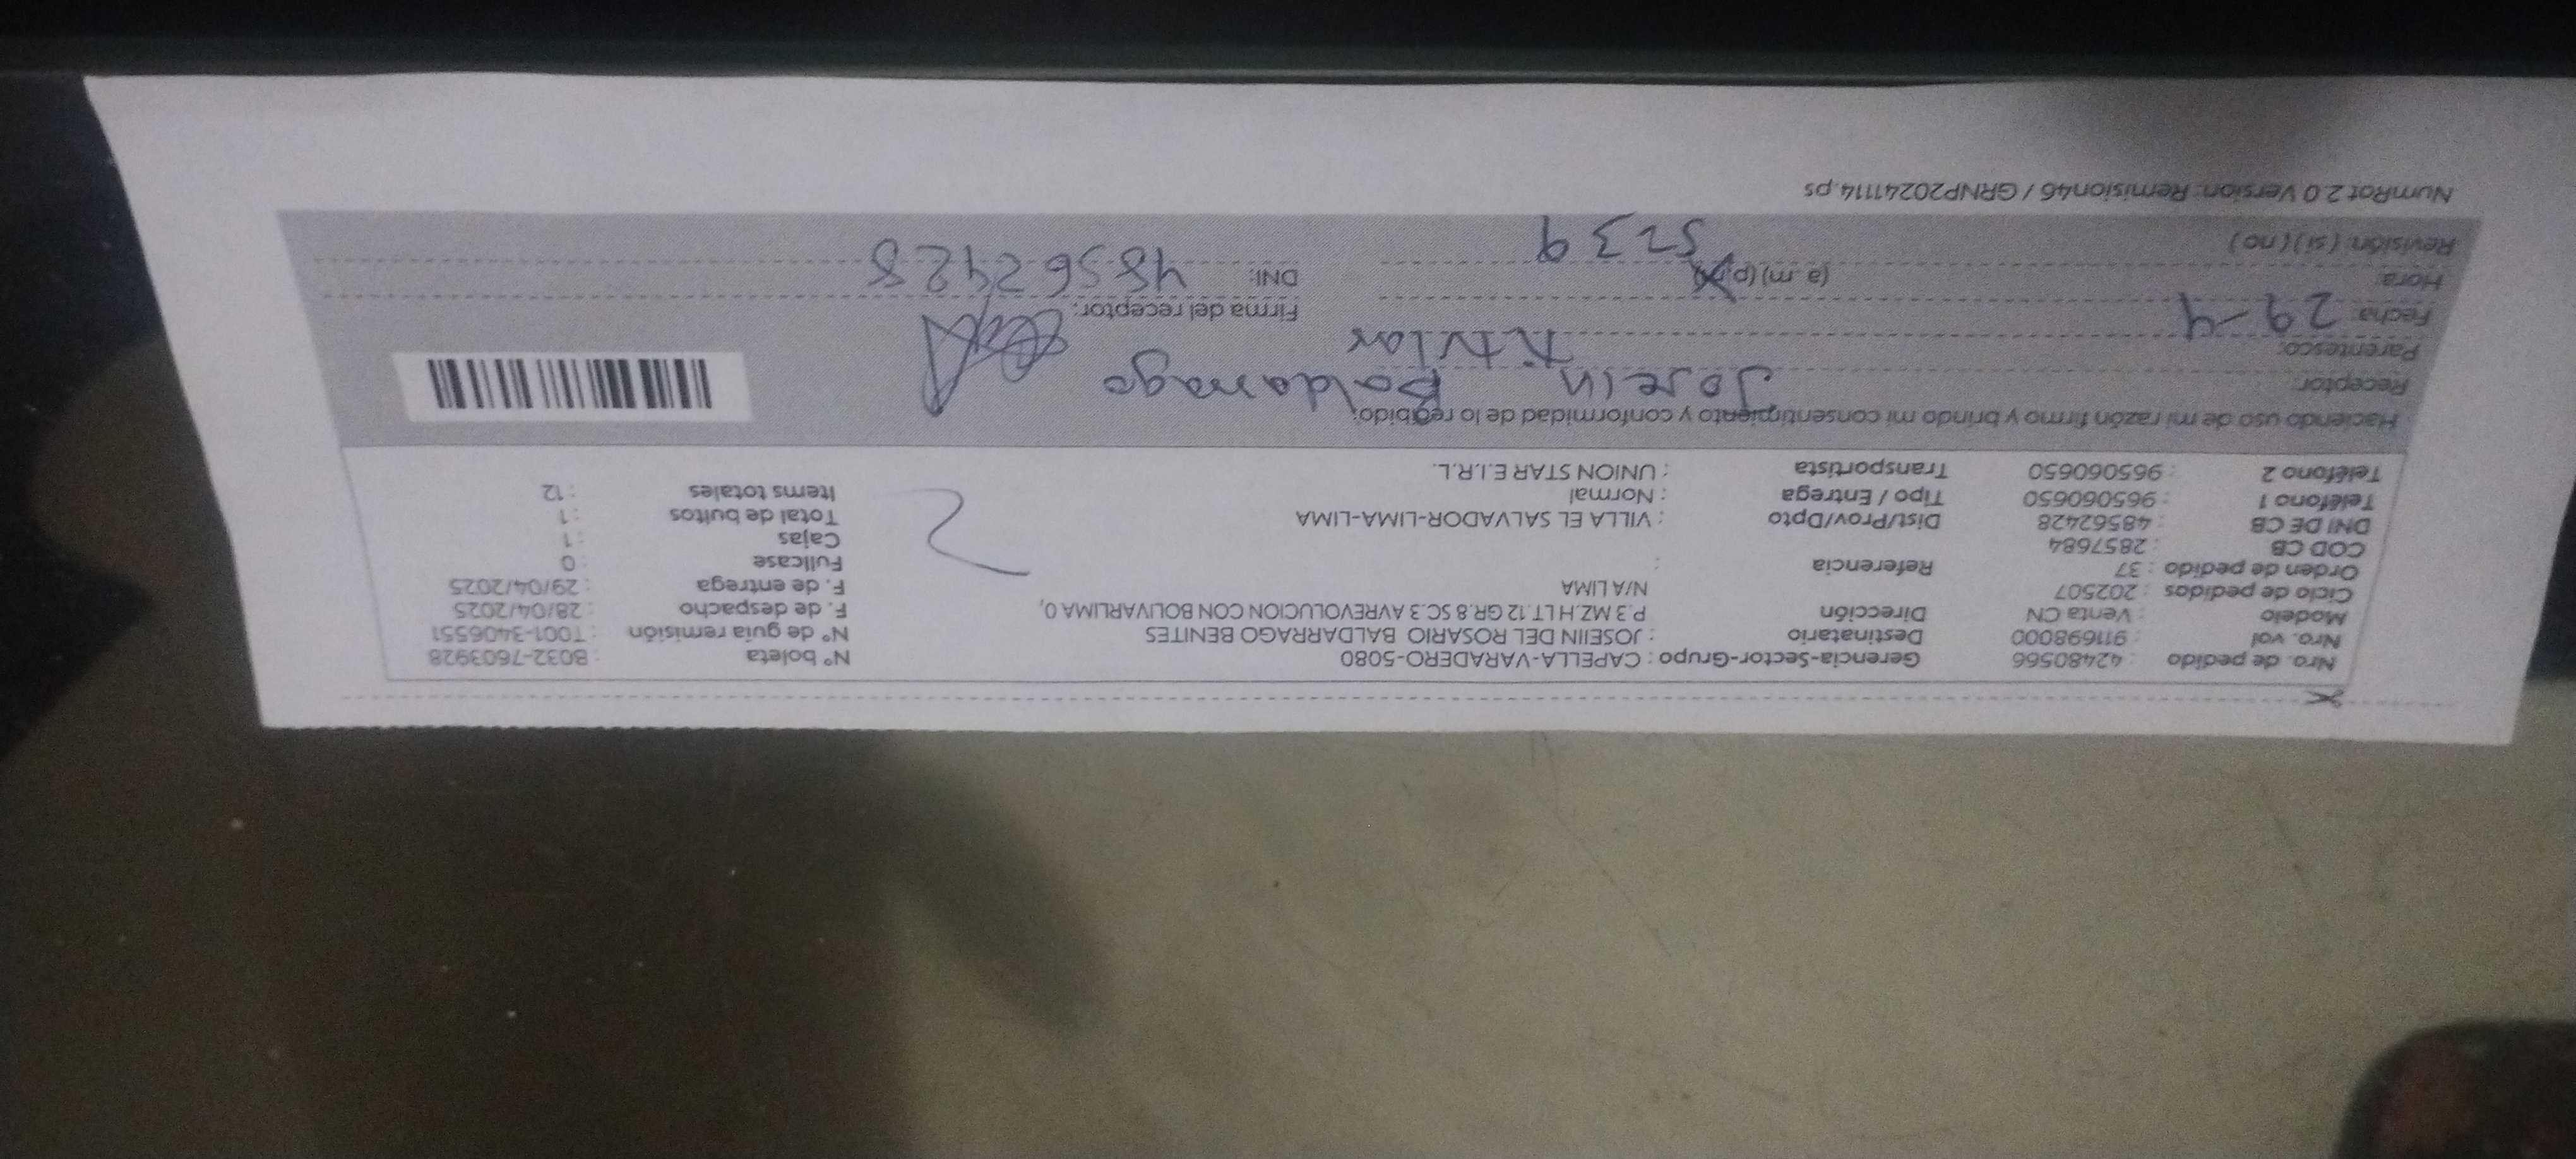 Nro. de pedido : 42480566 Gerencia-Sector-Grupo : CAPELLA-VARADERO-5080 N° boleta : B032-7603928
Nro. vol : 911698000 Destinatario : JOSEIIN DEL ROSARIO BALDARRAGO BENITES N° de guía remisión : T001-3406551
Modelo : Venta CN Dirección P.3 MZ.H LT.12 GR.8 SC.3 AVREVOLUCION CON BOLIVARLIMA 0, F. de despacho : 28/04/2025
Ciclo de pedidos : 202507 N/A LIMA F. de entrega : 29/04/2025
Orden de pedido : 37 Referencia : Fullcase : 0
COD CB : 2857684 Cajas : 1
DNI DE CB : 48562428 Dist/Prov/Dpto : VILLA EL SALVADOR-LIMA-LIMA Total de bultos : 1
Teléfono 1 : 965060650 Tipo / Entrega : Normal Items totales : 12
Teléfono 2 : 965060650 Transportista : UNION STAR E.I.R.L.
Haciendo uso de mi razón firmo y brindo mi consentimiento y conformidad de lo recibido:
Receptor: Josein Baldarrago
Parentesco: titular
Fecha: 29-4 Firma del receptor:
Hora: (a. m) (p. m) DNI: 48562428
Revisión: (si) (no) 5239
NumRot 2.0 Version: Remision46 / GRNP20241114.ps